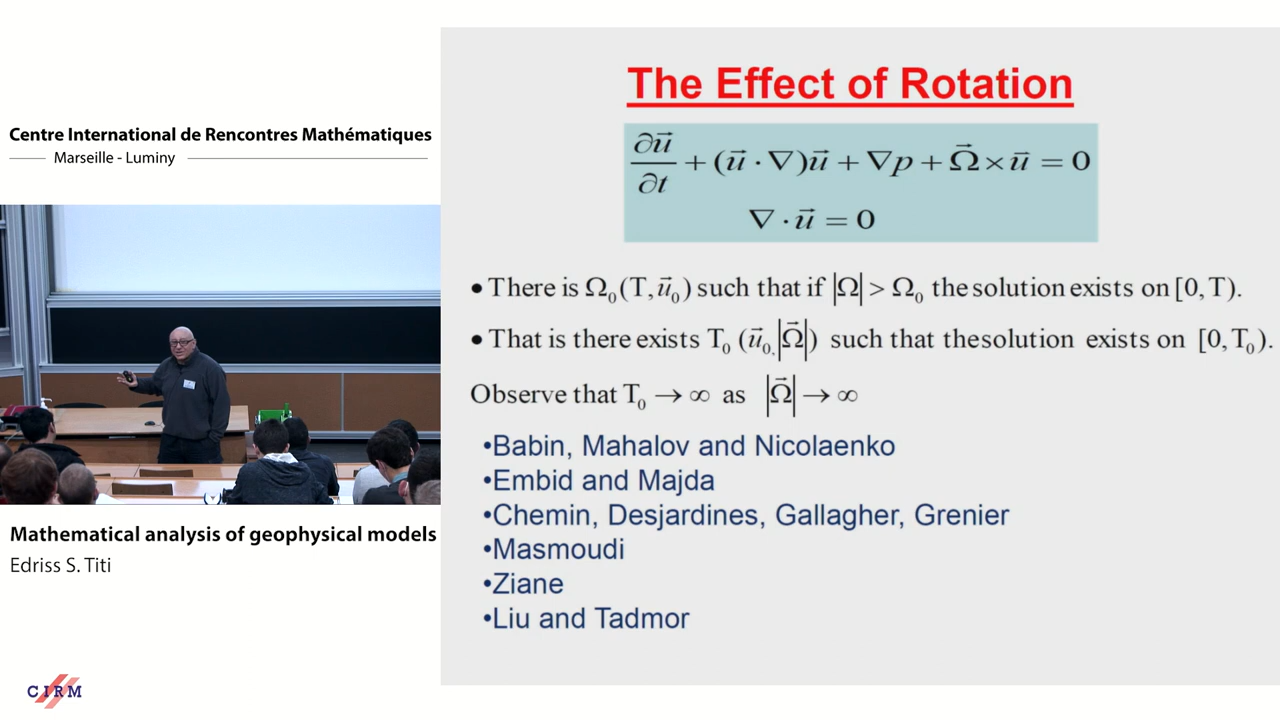 Centre International de Rencontres Mathématiques
Marseille - Luminy
Mathematical analysis of geophysical models
Edriss S. Titi
CIRM
The Effect of Rotation
∂u⃗/∂t + (u⃗ · ∇)u⃗ + ∇p + Ω⃗ × u⃗ = 0
∇ · u⃗ = 0
• There is Ω₀(T, u⃗₀) such that if |Ω| > Ω₀ the solution exists on [0, T).
• That is there exists T₀ (u⃗₀, |Ω⃗|) such that thesolution exists on [0, T₀).
Observe that T₀ → ∞ as |Ω⃗| → ∞
•Babin, Mahalov and Nicolaenko
•Embid and Majda
•Chemin, Desjardines, Gallagher, Grenier
•Masmoudi
•Ziane
•Liu and Tadmor